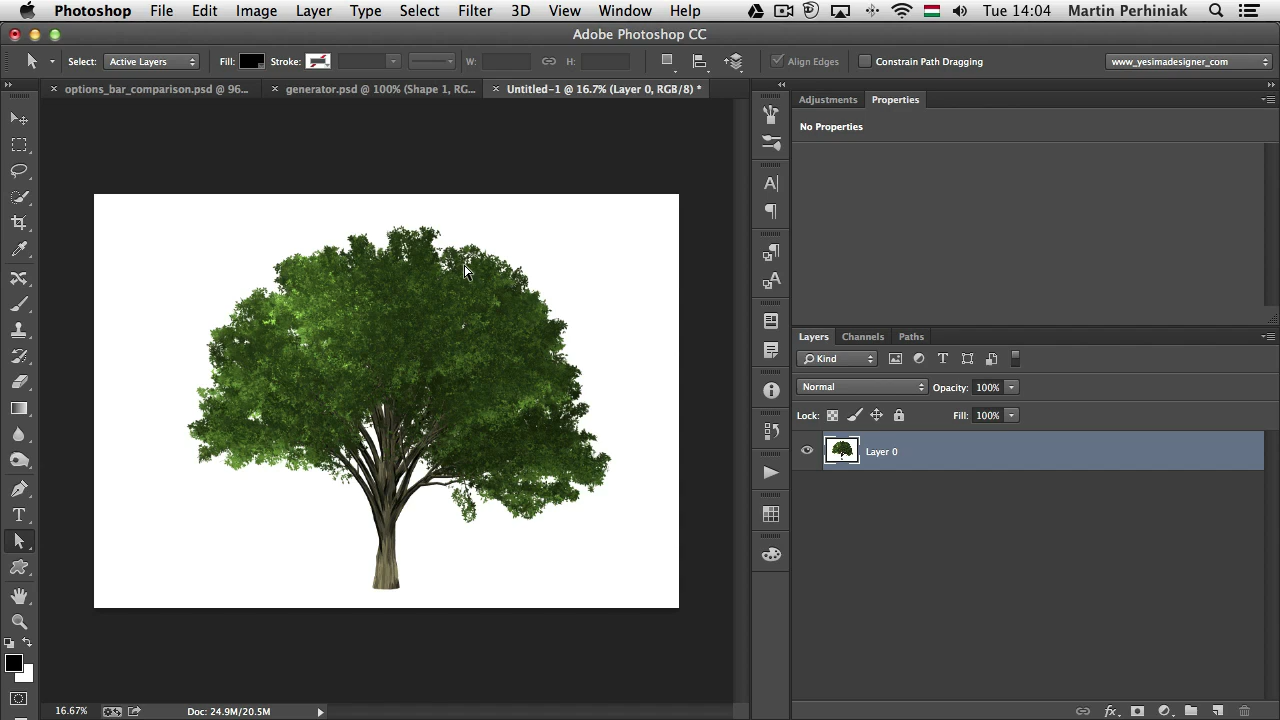 Photoshop File Edit Image Layer Type Select Filter 3D View Window Help Tue 14:04 Martin Perhiniak
Adobe Photoshop CC
Select: Active Layers Fill: Stroke: W: H: Align Edges Constrain Path Dragging www_yesimadesigner_com
options_bar_comparison.psd @ 96... generator.psd @ 100% (Shape 1, RG... Untitled-1 @ 16.7% (Layer 0, RGB/8) *
Adjustments Properties
No Properties
Layers Channels Paths
Kind
Normal Opacity: 100%
Lock: Fill: 100%
Layer 0
16.67% Doc: 24.9M/20.5M